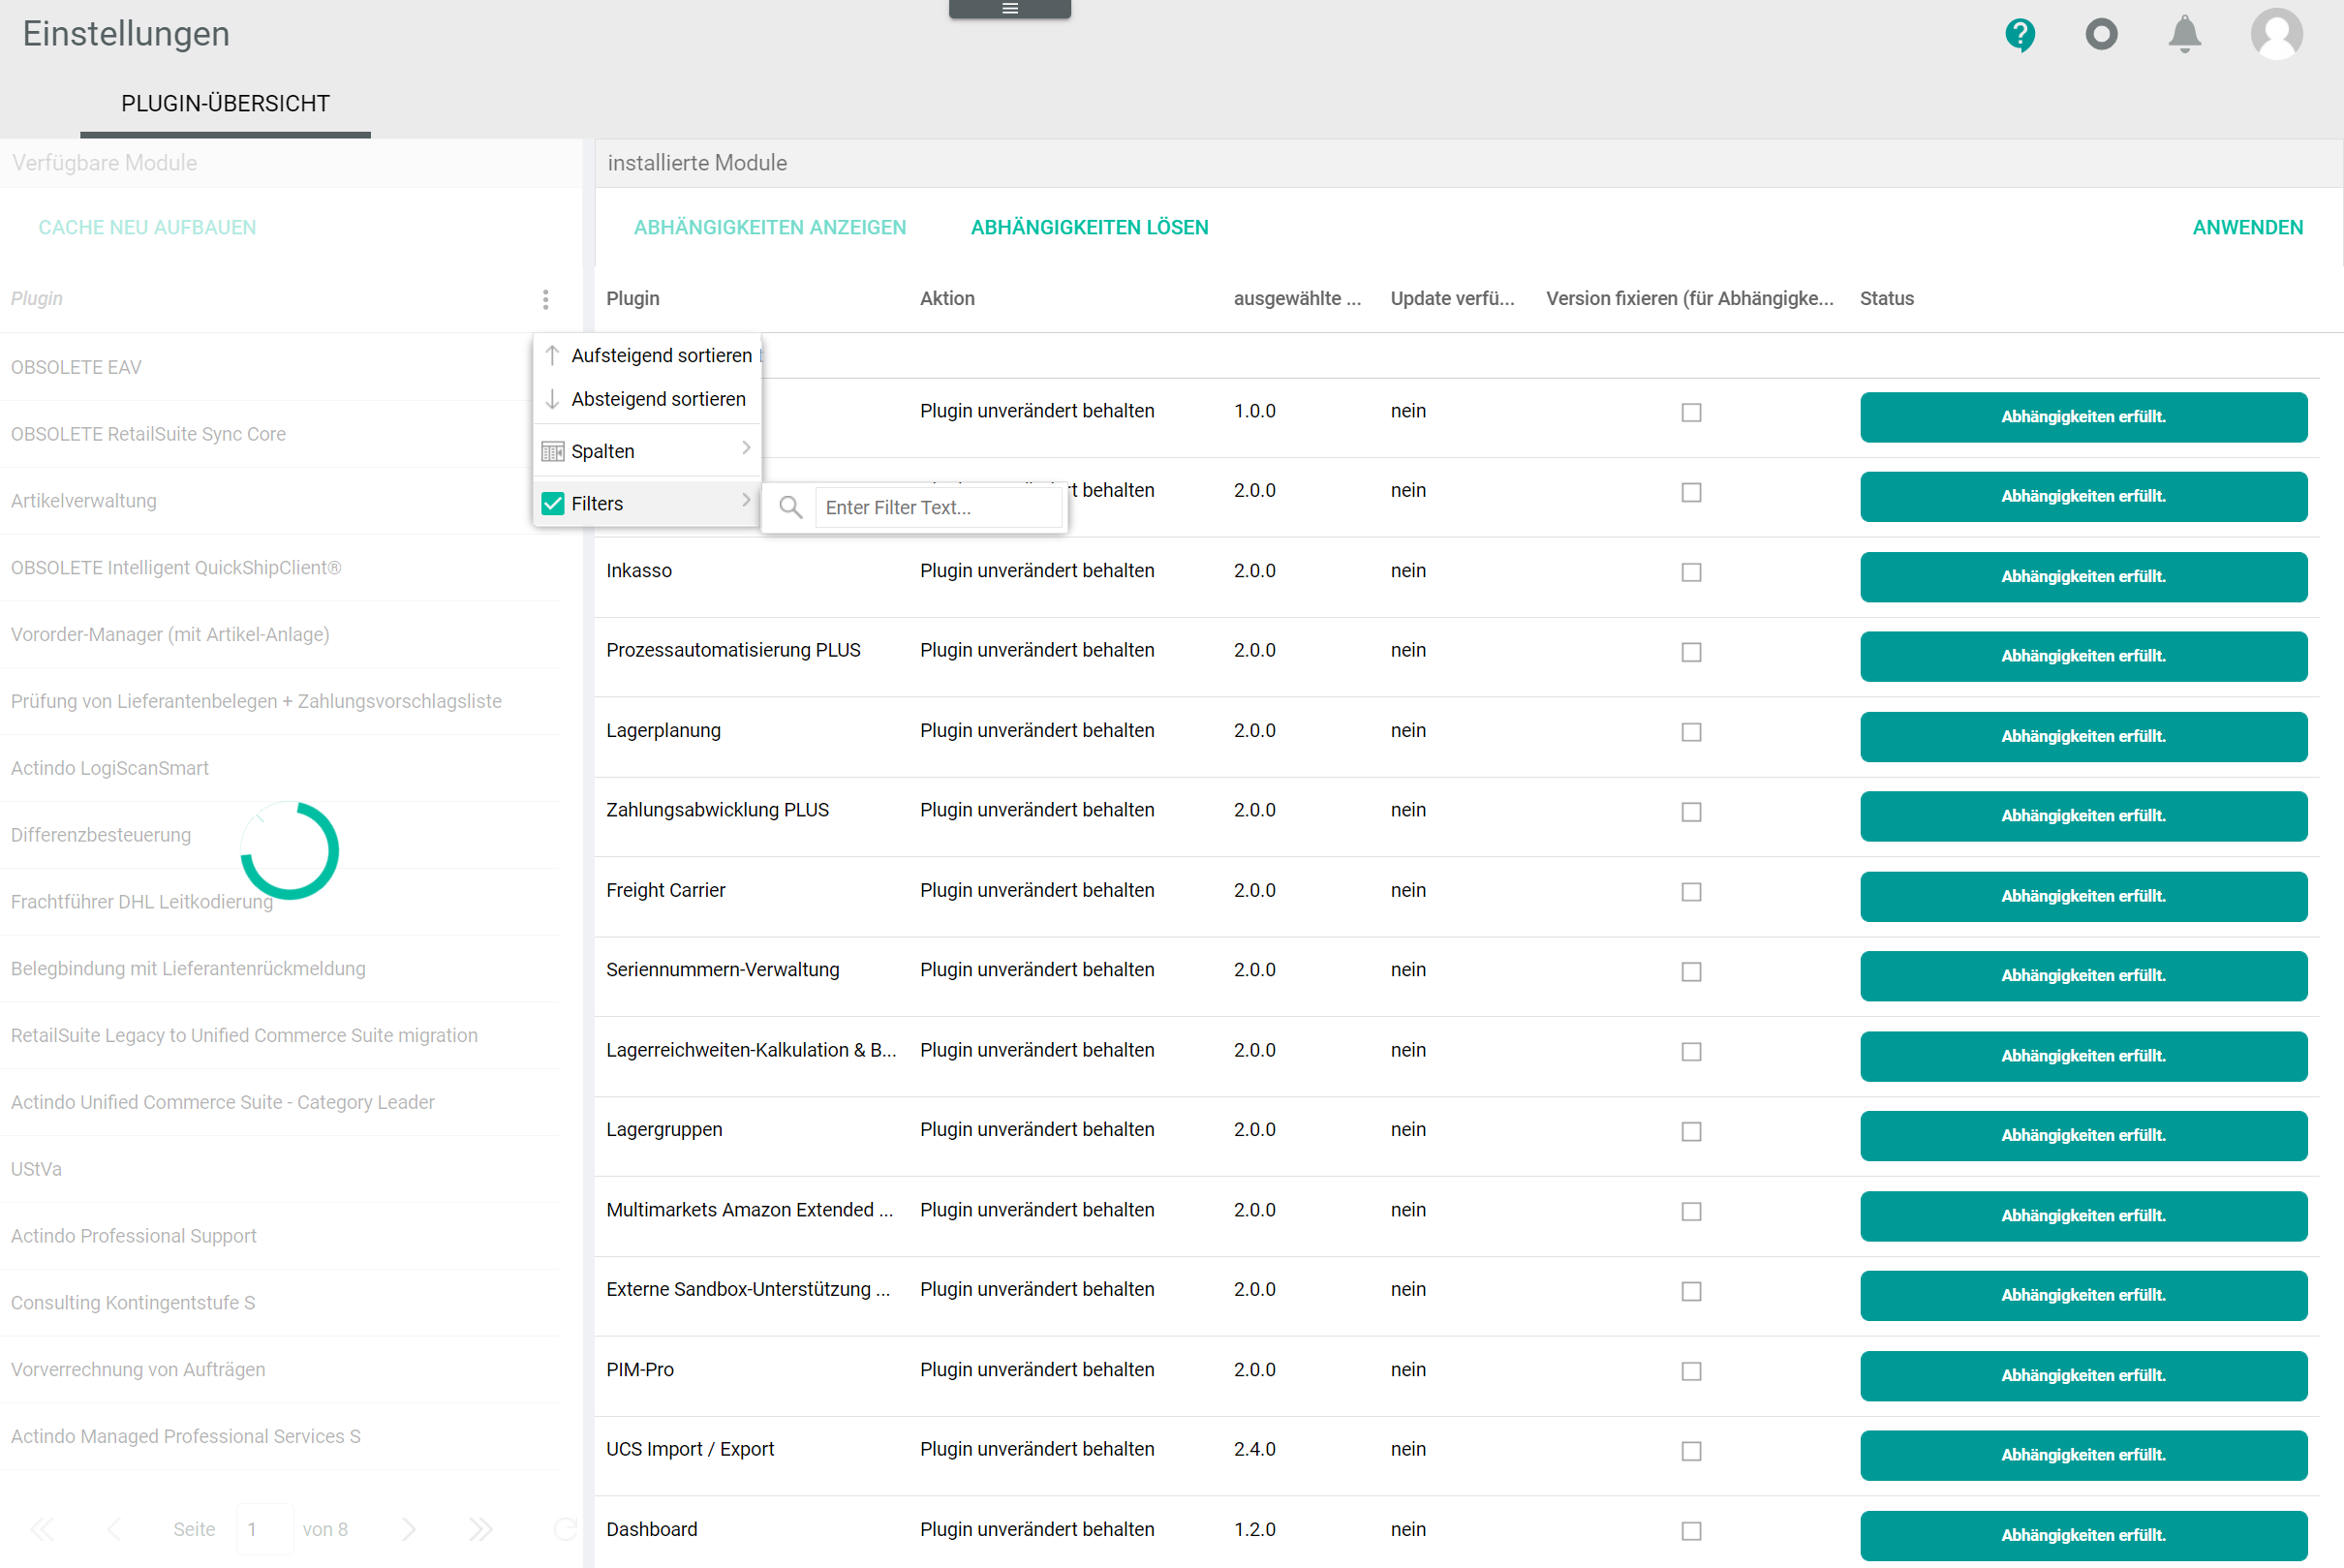 Einstellungen
PLUGIN-ÜBERSICHT
Verfügbare Module
CACHE NEU AUFBAUEN
Plugin
OBSOLETE EAV
OBSOLETE RetailSuite Sync Core
Artikelverwaltung
OBSOLETE Intelligent QuickShipClient®
Vororder-Manager (mit Artikel-Anlage)
Prüfung von Lieferantenbelegen + Zahlungsvorschlagsliste
Actindo LogiScanSmart
Differenzbesteuerung
Frachtführer DHL Leitkodierung
Belegbindung mit Lieferantenrückmeldung
RetailSuite Legacy to Unified Commerce Suite migration
Actindo Unified Commerce Suite - Category Leader
UStVa
Actindo Professional Support
Consulting Kontingentstufe S
Vorverrechnung von Aufträgen
Actindo Managed Professional Services S
Seite 1 von 8
Aufsteigend sortieren
Absteigend sortieren
Spalten
Filters
Enter Filter Text...
installierte Module
ABHÄNGIGKEITEN ANZEIGEN ABHÄNGIGKEITEN LÖSEN ANWENDEN
Plugin Aktion ausgewählte ... Update verfü... Version fixieren (für Abhängigke... Status
Plugin unverändert behalten 1.0.0 nein Abhängigkeiten erfüllt.
behalten 2.0.0 nein Abhängigkeiten erfüllt.
Inkasso Plugin unverändert behalten 2.0.0 nein Abhängigkeiten erfüllt.
Prozessautomatisierung PLUS Plugin unverändert behalten 2.0.0 nein Abhängigkeiten erfüllt.
Lagerplanung Plugin unverändert behalten 2.0.0 nein Abhängigkeiten erfüllt.
Zahlungsabwicklung PLUS Plugin unverändert behalten 2.0.0 nein Abhängigkeiten erfüllt.
Freight Carrier Plugin unverändert behalten 2.0.0 nein Abhängigkeiten erfüllt.
Seriennummern-Verwaltung Plugin unverändert behalten 2.0.0 nein Abhängigkeiten erfüllt.
Lagerreichweiten-Kalkulation & B... Plugin unverändert behalten 2.0.0 nein Abhängigkeiten erfüllt.
Lagergruppen Plugin unverändert behalten 2.0.0 nein Abhängigkeiten erfüllt.
Multimarkets Amazon Extended ... Plugin unverändert behalten 2.0.0 nein Abhängigkeiten erfüllt.
Externe Sandbox-Unterstützung ... Plugin unverändert behalten 2.0.0 nein Abhängigkeiten erfüllt.
PIM-Pro Plugin unverändert behalten 2.0.0 nein Abhängigkeiten erfüllt.
UCS Import / Export Plugin unverändert behalten 2.4.0 nein Abhängigkeiten erfüllt.
Dashboard Plugin unverändert behalten 1.2.0 nein Abhängigkeiten erfüllt.